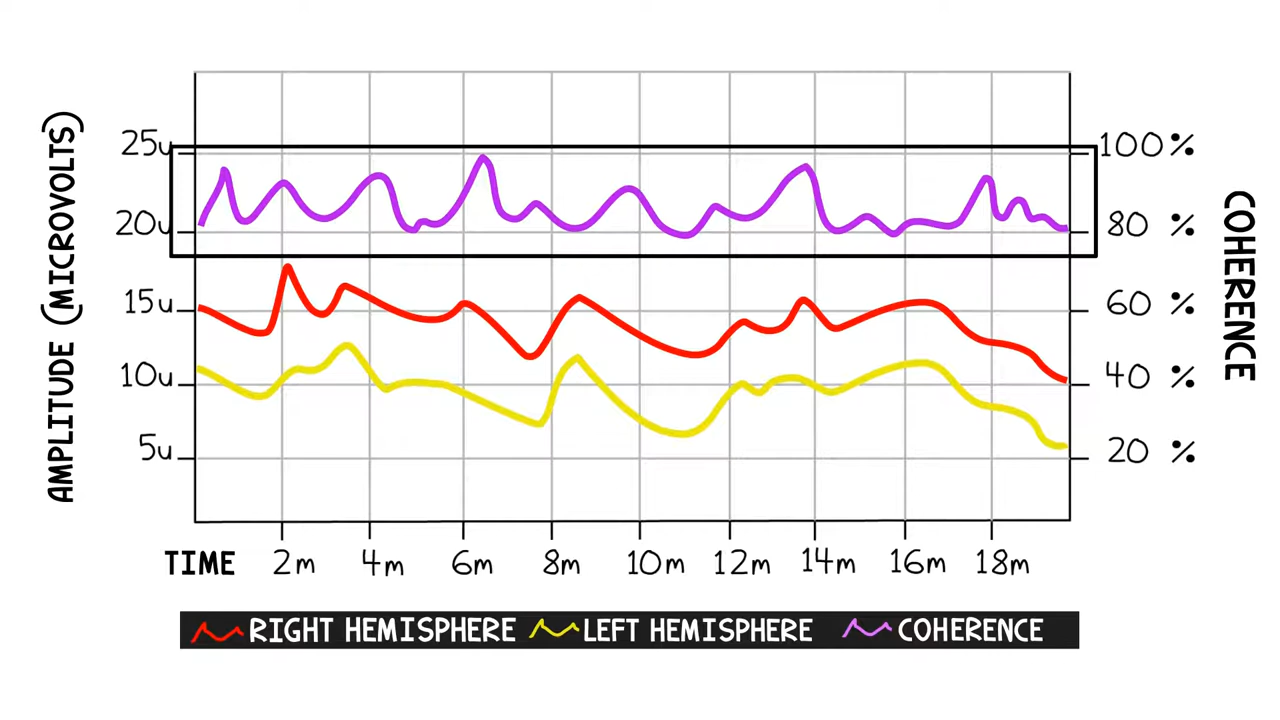 AMPLITUDE (MICROVOLTS)
25u
20u
15u
10u
5u
100 %
80 %
60 %
40 %
20 %
COHERENCE
TIME 2m 4m 6m 8m 10m 12m 14m 16m 18m
RIGHT HEMISPHERE LEFT HEMISPHERE COHERENCE